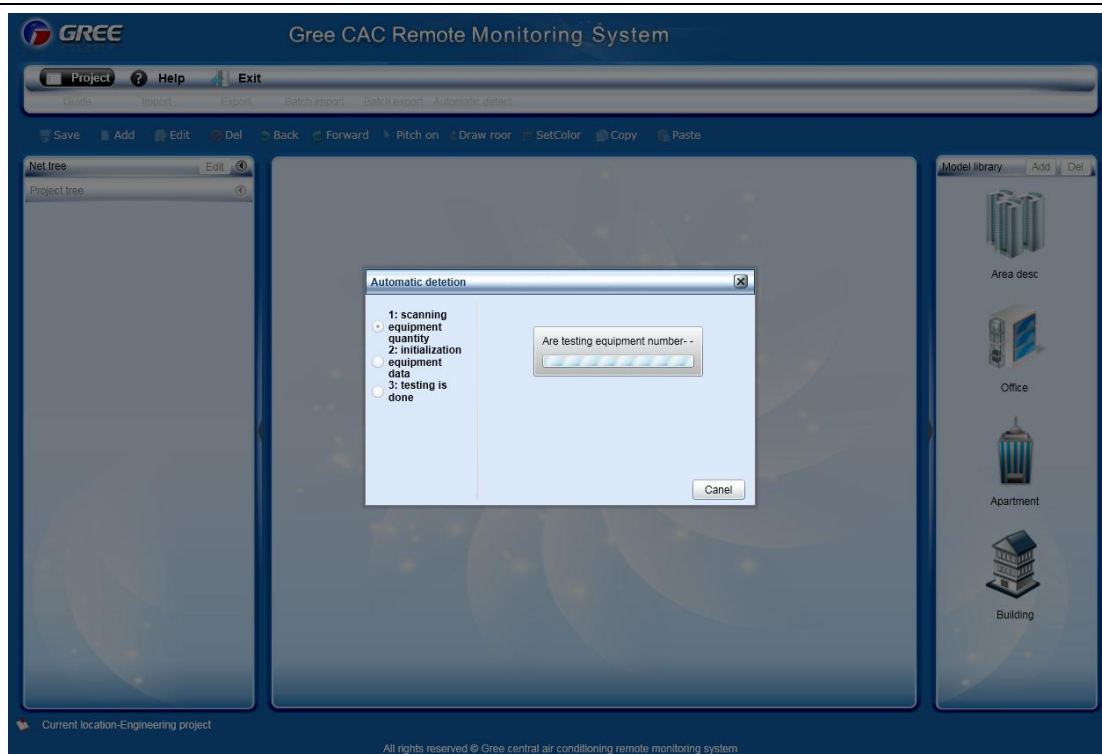 GREE
Gree CAC Remote Monitoring System
Project Help Exit
Guide Import Export Batch import Batch export Automatic detect
Save Add Edit Del Back Forward Pitch on Draw roor SetColor Copy Paste
Net tree Edit
Project tree
Model library Add Del
Area desc
Office
Apartment
Building
Automatic detetion
1: scanning
equipment
quantity
2: initialization
equipment
data
3: testing is
done
Are testing equipment number- -
Canel
Current location-Engineering project
All rights reserved © Gree central air conditioning remote monitoring system